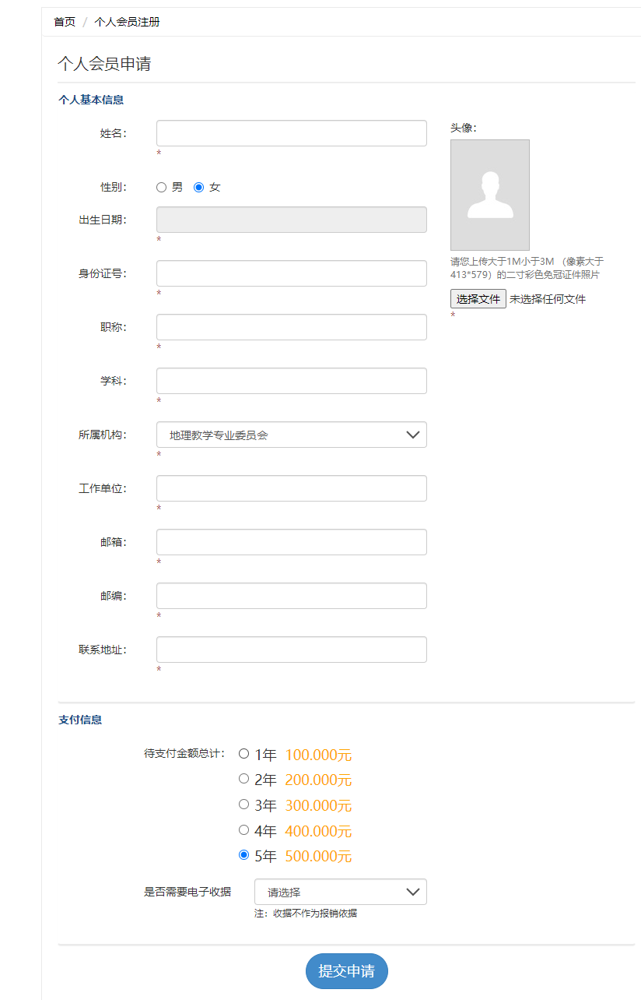 首页 / 个人会员注册
个人会员申请
个人基本信息
姓名：
*
头像：
性别： 男 女
出生日期：
*
请您上传大于1M小于3M （像素大于
413*579）的二寸彩色免冠证件照片
选择文件 未选择任何文件
*
身份证号：
*
职称：
*
学科：
*
所属机构： 地理教学专业委员会
*
工作单位：
*
邮箱：
*
邮编：
*
联系地址：
*
支付信息
待支付金额总计： 1年 100.000元
2年 200.000元
3年 300.000元
4年 400.000元
5年 500.000元
是否需要电子收据 请选择
注：收据不作为报销依据
提交申请